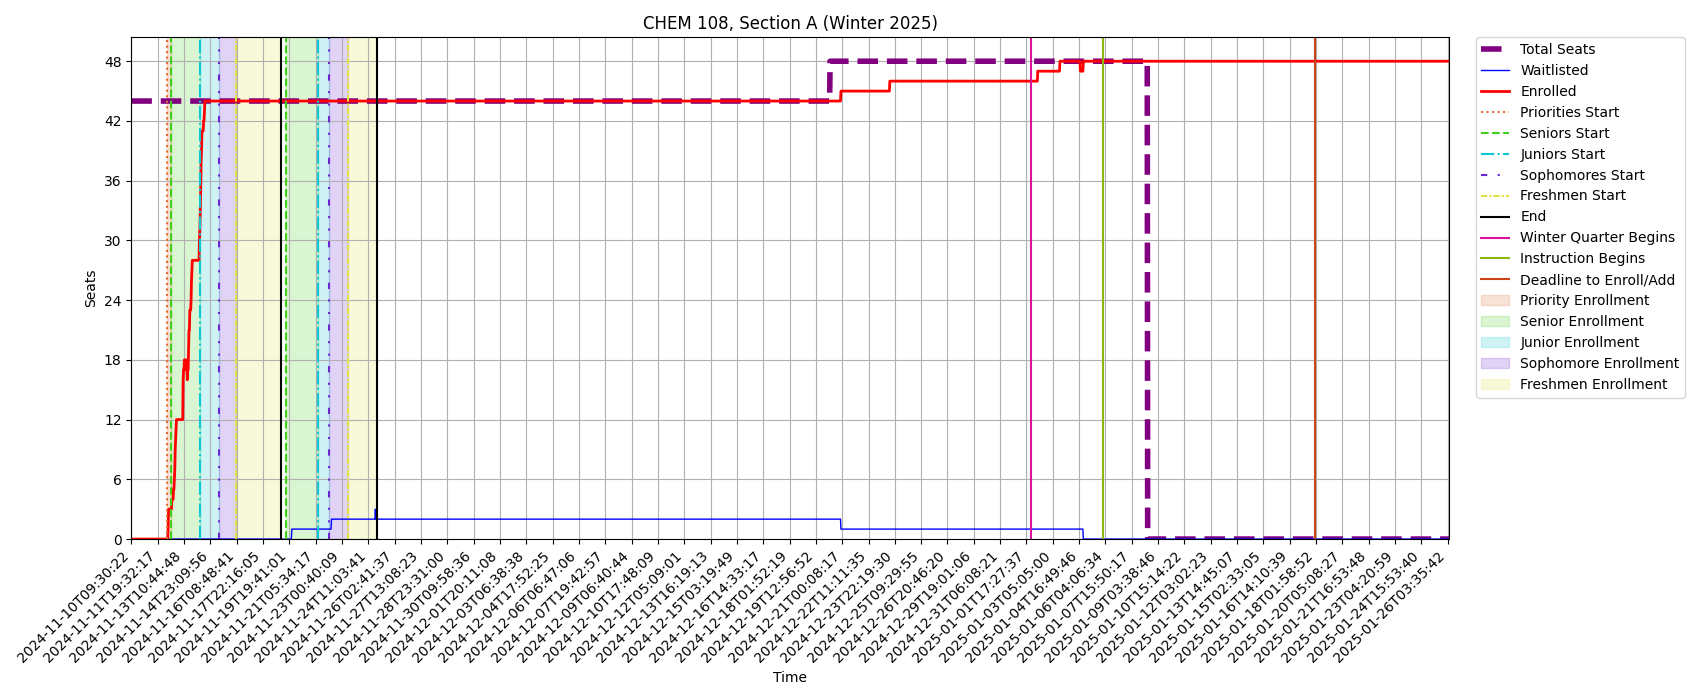 CHEM 108, Section A (Winter 2025)
Seats
48
42
36
30
24
18
12
6
0
2024-11-10T09:30:22
2024-11-11T19:32:17
2024-11-13T10:44:48
2024-11-14T23:09:56
2024-11-16T08:48:41
2024-11-17T22:16:05
2024-11-19T19:41:01
2024-11-21T05:34:17
2024-11-23T00:40:09
2024-11-24T11:03:41
2024-11-26T02:41:37
2024-11-27T13:08:23
2024-11-28T23:31:00
2024-11-30T09:58:36
2024-12-01T20:11:08
2024-12-03T06:38:38
2024-12-04T17:52:25
2024-12-06T06:47:06
2024-12-07T19:42:57
2024-12-09T06:40:44
2024-12-10T17:48:09
2024-12-12T05:09:01
2024-12-13T16:19:13
2024-12-15T03:19:49
2024-12-16T14:33:17
2024-12-18T01:52:19
2024-12-19T12:56:52
2024-12-21T00:08:17
2024-12-22T11:11:35
2024-12-23T22:19:30
2024-12-25T09:29:55
2024-12-26T20:46:20
2024-12-29T19:01:06
2024-12-31T06:08:21
2025-01-01T17:27:37
2025-01-03T05:05:00
2025-01-04T16:49:46
2025-01-06T04:06:34
2025-01-07T15:50:17
2025-01-09T03:38:46
2025-01-10T15:14:22
2025-01-12T03:02:23
2025-01-13T14:45:07
2025-01-15T02:33:05
2025-01-16T14:10:39
2025-01-18T01:58:52
2025-01-20T05:08:27
2025-01-21T16:53:48
2025-01-23T04:20:59
2025-01-24T15:53:40
2025-01-26T03:35:42
Time
Total Seats
Waitlisted
Enrolled
Priorities Start
Seniors Start
Juniors Start
Sophomores Start
Freshmen Start
End
Winter Quarter Begins
Instruction Begins
Deadline to Enroll/Add
Priority Enrollment
Senior Enrollment
Junior Enrollment
Sophomore Enrollment
Freshmen Enrollment